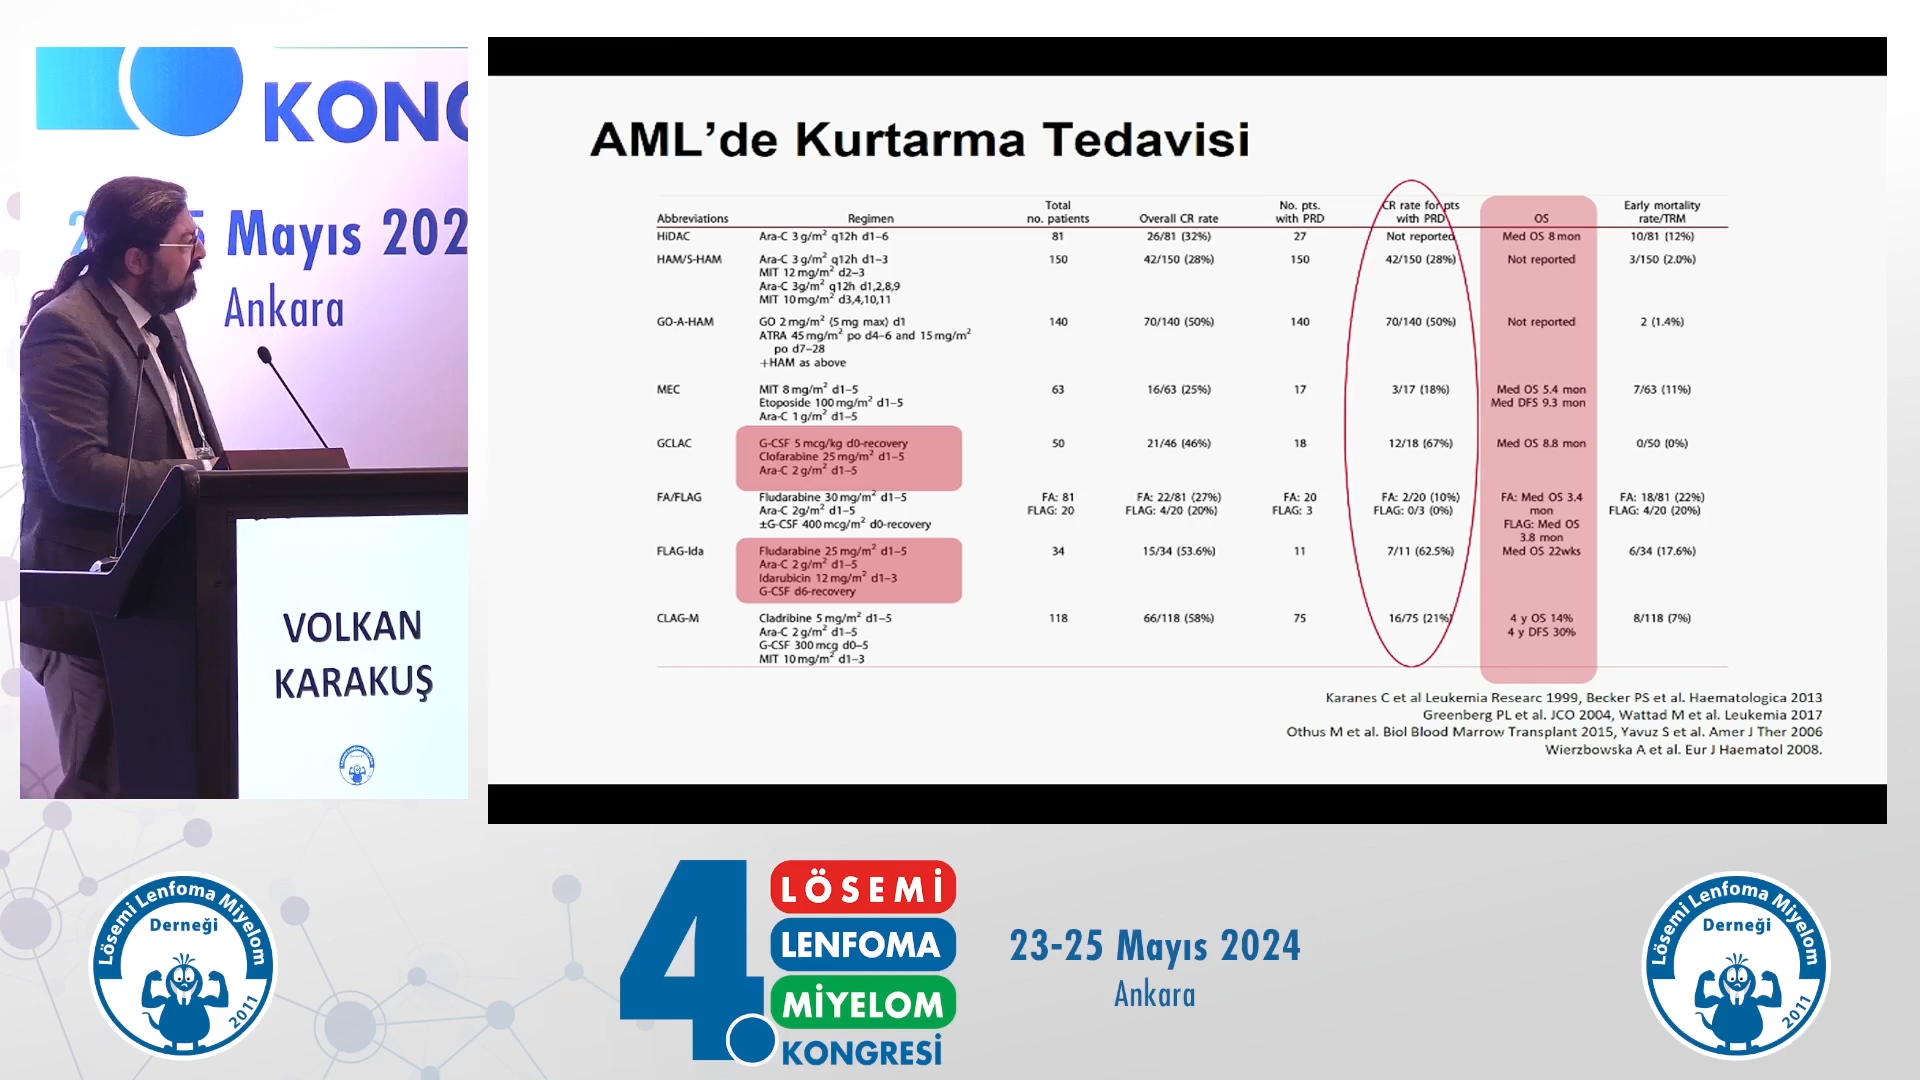 KONG
25 Mayıs 202
Ankara
VOLKAN
KARAKUŞ
AML’de Kurtarma Tedavisi
Abbreviations Regimen Total no. patients Overall CR rate No. pts. with PRD CR rate for pts with PRD OS Early mortality rate/TRM
HiDAC Ara-C 3 g/m² q12h d1–6 81 26/81 (32%) 27 Not reported Med OS 8 mon 10/81 (12%)
HAM/S-HAM Ara-C 3 g/m² q12h d1–3 150 42/150 (28%) 150 42/150 (28%) Not reported 3/150 (2.0%)
MIT 12 mg/m² d2–3
Ara-C 3g/m² q12h d1,2,8,9
MIT 10 mg/m² d3,4,10,11
GO-A-HAM GO 2 mg/m² (5 mg max) d1 140 70/140 (50%) 140 70/140 (50%) Not reported 2 (1.4%)
ATRA 45 mg/m² po d4–6 and 15 mg/m²
po d7–28
+HAM as above
MEC MIT 8 mg/m² d1–5 63 16/63 (25%) 17 3/17 (18%) Med OS 5.4 mon 7/63 (11%)
Etoposide 100 mg/m² d1–5 Med DFS 9.3 mon
Ara-C 1 g/m² d1–5
GCLAC G-CSF 5 mcg/kg d0-recovery 50 21/46 (46%) 18 12/18 (67%) Med OS 8.8 mon 0/50 (0%)
Clofarabine 25 mg/m² d1–5
Ara-C 2 g/m² d1–5
FA/FLAG Fludarabine 30 mg/m² d1–5 FA: 81 FA: 22/81 (27%) FA: 20 FA: 2/20 (10%) FA: Med OS 3.4 FA: 18/81 (22%)
Ara-C 2g/m² d1–5 FLAG: 20 FLAG: 4/20 (20%) FLAG: 3 FLAG: 0/3 (0%) mon FLAG: 4/20 (20%)
±G-CSF 400 mcg/m² d0-recovery FLAG: Med OS
3.8 mon
FLAG-Ida Fludarabine 25 mg/m² d1–5 34 15/34 (53.6%) 11 7/11 (62.5%) Med OS 22wks 6/34 (17.6%)
Ara-C 2 g/m² d1–5
Idarubicin 12 mg/m² d1–3
G-CSF d6-recovery
CLAG-M Cladribine 5 mg/m² d1–5 118 66/118 (58%) 75 16/75 (21%) 4 y OS 14% 8/118 (7%)
Ara-C 2 g/m² d1–5 4 y DFS 30%
G-CSF 300 mcg d0–5
MIT 10 mg/m² d1–3
Karanes C et al Leukemia Researc 1999, Becker PS et al. Haematologica 2013
Greenberg PL et al. JCO 2004, Wattad M et al. Leukemia 2017
Othus M et al. Biol Blood Marrow Transplant 2015, Yavuz S et al. Amer J Ther 2006
Wierzbowska A et al. Eur J Haematol 2008.
Lösemi Lenfoma Miyelom
Derneği
2011
4.
LÖSEMİ
LENFOMA
MİYELOM
KONGRESİ
23-25 Mayıs 2024
Ankara
Lösemi Lenfoma Miyelom
Derneği
2011